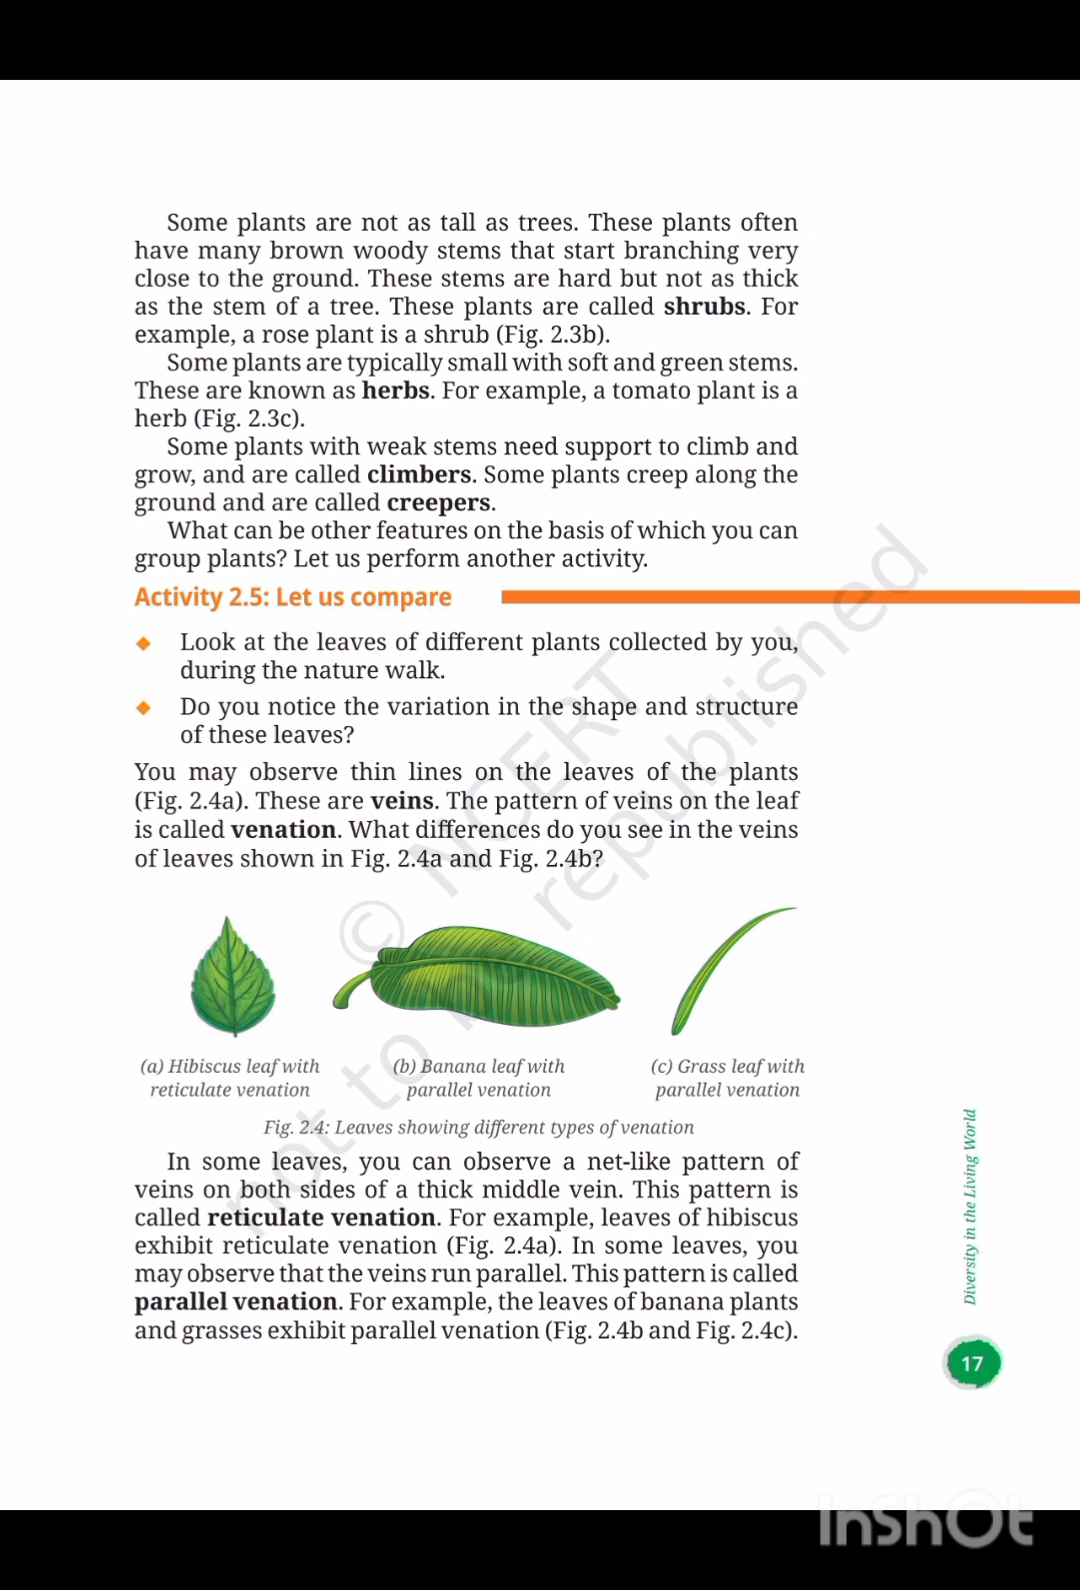 Some plants are not as tall as trees. These plants often
have many brown woody stems that start branching very
close to the ground. These stems are hard but not as thick
as the stem of a tree. These plants are called shrubs. For
example, a rose plant is a shrub (Fig. 2.3b).
Some plants are typically small with soft and green stems.
These are known as herbs. For example, a tomato plant is a
herb (Fig. 2.3c).
Some plants with weak stems need support to climb and
grow, and are called climbers. Some plants creep along the
ground and are called creepers.
What can be other features on the basis of which you can
group plants? Let us perform another activity.
Activity 2.5: Let us compare
Look at the leaves of different plants collected by you,
during the nature walk.
Do you notice the variation in the shape and structure
of these leaves?
You may observe thin lines on the leaves of the plants
(Fig. 2.4a). These are veins. The pattern of veins on the leaf
is called venation. What differences do you see in the veins
of leaves shown in Fig. 2.4a and Fig. 2.4b?
(a) Hibiscus leaf with
reticulate venation
(b) Banana leaf with
parallel venation
(c) Grass leaf with
parallel venation
Fig. 2.4: Leaves showing different types of venation
In some leaves, you can observe a net-like pattern of
veins on both sides of a thick middle vein. This pattern is
called reticulate venation. For example, leaves of hibiscus
exhibit reticulate venation (Fig. 2.4a). In some leaves, you
may observe that the veins run parallel. This pattern is called
parallel venation. For example, the leaves of banana plants
and grasses exhibit parallel venation (Fig. 2.4b and Fig. 2.4c).
Diversity in the Living World
17
© NCERT
not to be republished
InShOt